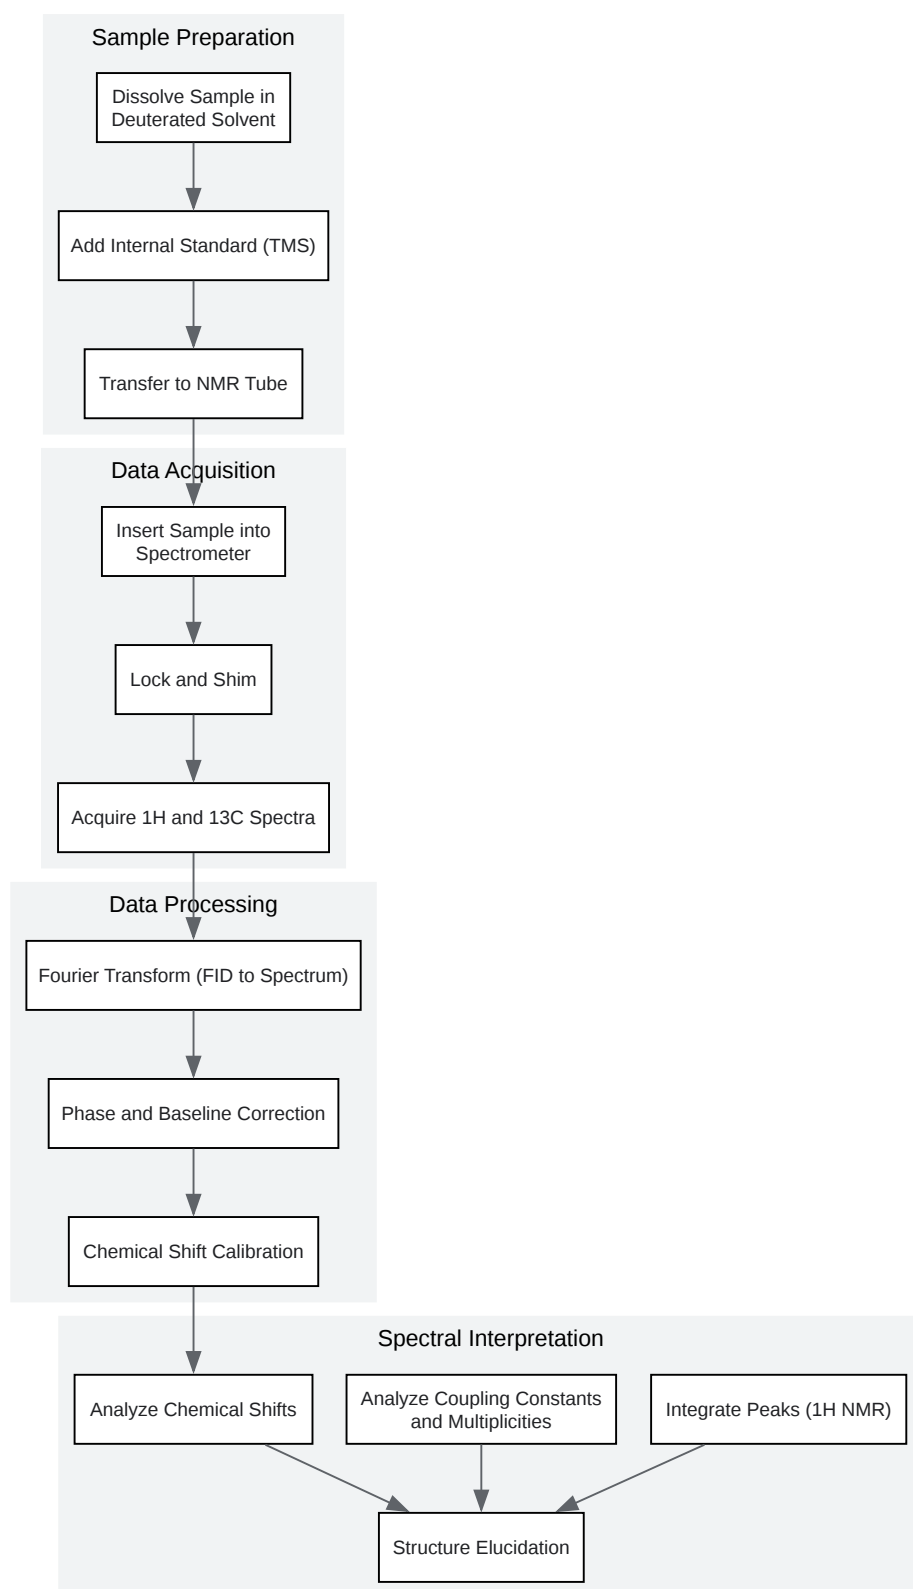 Sample Preparation
Dissolve Sample in
Deuterated Solvent
Add Internal Standard (TMS)
Transfer to NMR Tube
Data Acquisition
Insert Sample into
Spectrometer
Lock and Shim
Acquire 1H and 13C Spectra
Data Processing
Fourier Transform (FID to Spectrum)
Phase and Baseline Correction
Chemical Shift Calibration
Spectral Interpretation
Analyze Chemical Shifts
Analyze Coupling Constants
and Multiplicities
Integrate Peaks (1H NMR)
Structure Elucidation